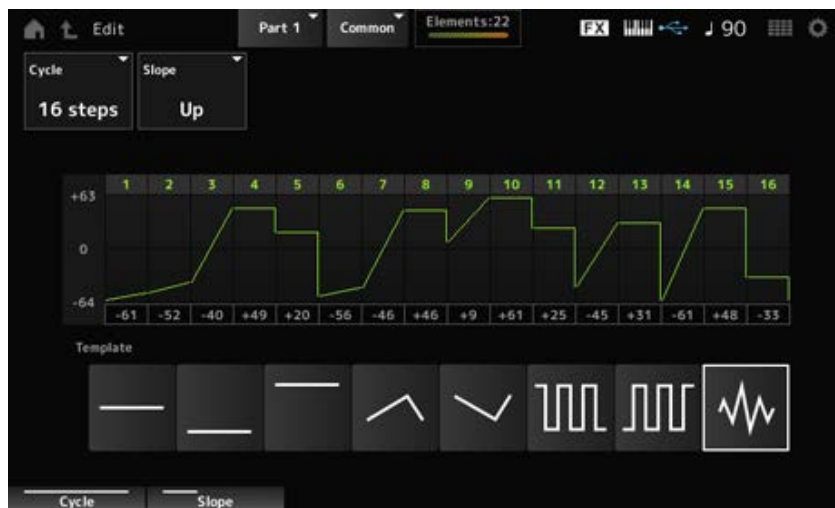 Edit Part 1 Common Elements:22 FX ♩ 90
Cycle Slope
16 steps Up
1 2 3 4 5 6 7 8 9 10 11 12 13 14 15 16
+63
0
-64
-61 -52 -40 +49 +20 -56 -46 +46 +9 +61 +25 -45 +31 -61 +48 -33
Template
Cycle Slope